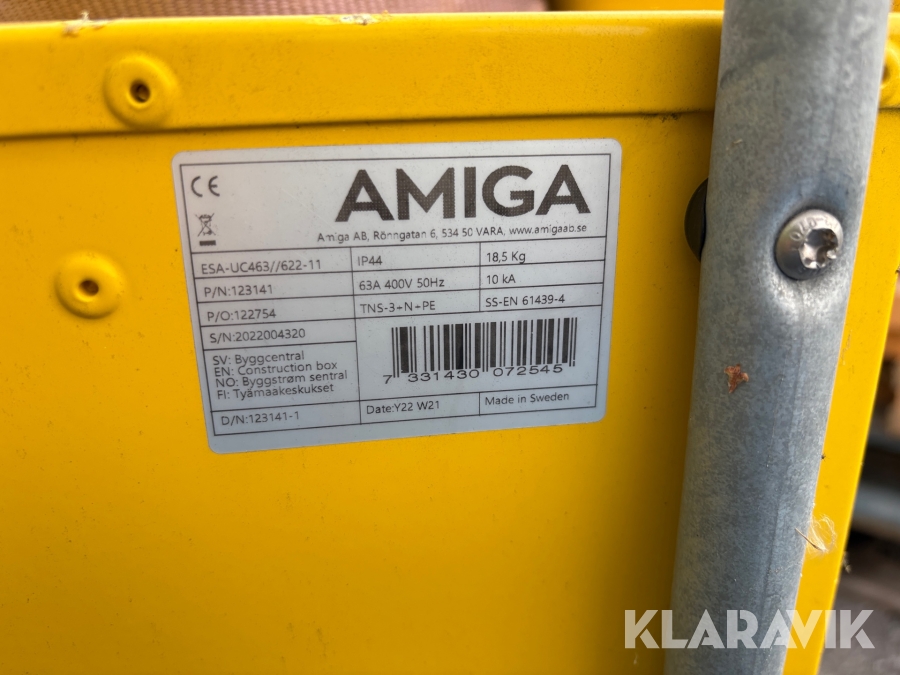 CE
AMIGA
Amiga AB, Rönngatan 6, 534 50 VARA, www.amigaab.se
ESA-UC463//622-11 IP44 18,5 Kg
P/N:123141 63A 400V 50Hz 10 kA
P/O:122754 TNS-3+N+PE SS-EN 61439-4
S/N:2022004320
SV: Byggcentral
EN: Construction box
NO: Byggstrøm sentral
FI: Tyämaakeskukset
7 331430 072545
D/N:123141-1 Date:Y22 W21 Made in Sweden
KLARAVIK